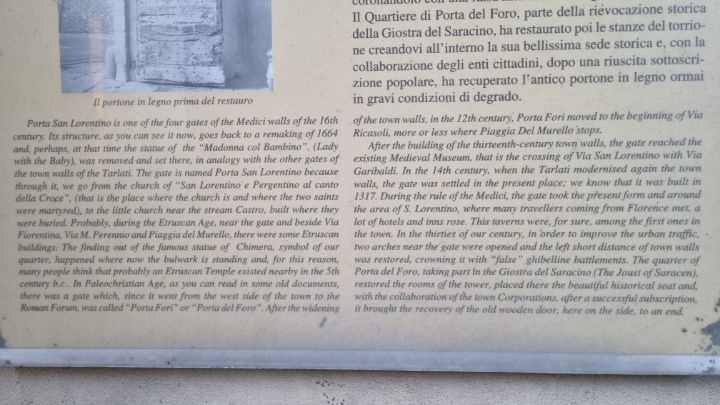 Il Quartiere di Porta del Foro, parte della rievocazione storica
della Giostra del Saracino, ha restaurato poi le stanze del torrio-
ne creandovi all'interno la sua bellissima sede storica e, con la
collaborazione degli enti cittadini, dopo una riuscita sottoscri-
zione popolare, ha recuperato l'antico portone in legno ormai
in gravi condizioni di degrado.
Il portone in legno prima del restauro
Porta San Lorentino is one of the four gates of the Medici walls of the 16th
century. Its structure, as you can see it now, goes back to a remaking of 1664
and, perhaps, at that time the statue of the "Madonna col Bambino", (Lady
with the Baby), was removed and set there, in analogy with the other gates of
the town walls of the Tarlati. The gate is named Porta San Lorentino because
through it, we go from the church of "San Lorentino e Pergentino al canto
della Croce", (that is the place where the church is and where the two saints
were martyred), to the little church near the stream Castro, built where they
were buried. Probably, during the Etruscan Age, near the gate and beside Via
Fiorentina, Via M. Perennio and Piaggia del Murello, there were some Etruscan
buildings: The finding out of the famous statue of Chimera, symbol of our
quarter, happened where now the bulwark is standing and, for this reason,
many people think that probably an Etruscan Temple existed nearby in the 5th
century b.c.. In Paleochristian Age, as you can read in some old documents,
there was a gate which, since it went from the west side of the town to the
Roman Forum, was called "Porta Fori" or "Porta del Foro". After the widening
of the town walls, in the 12th century, Porta Fori moved to the beginning of Via
Ricasoli, more or less where Piaggia Del Murello stops.
After the building of the thirteenth-century town walls, the gate reached the
existing Medieval Museum, that is the crossing of Via San Lorentino with Via
Garibaldi. In the 14th century, when the Tarlati modernised again the town
walls, the gate was settled in the present place; we know that it was built in
1317. During the rule of the Medici, the gate took the present form and around
the area of S. Lorentino, where many travellers coming from Florence met, a
lot of hotels and inns rose. This taverns were, for sure, among the first ones in
the town. In the thirties of our century, in order to improve the urban traffic,
two arches near the gate were opened and the left short distance of town walls
was restored, crowning it with "false" ghibelline battlements. The quarter of
Porta del Foro, taking part in the Giostra del Saracino (The Joust of Saracen),
restored the rooms of the tower, placed there the beautiful historical seat and,
with the collaboration of the town Corporations, after a successful subscription,
it brought the recovery of the old wooden door, here on the side, to an end.